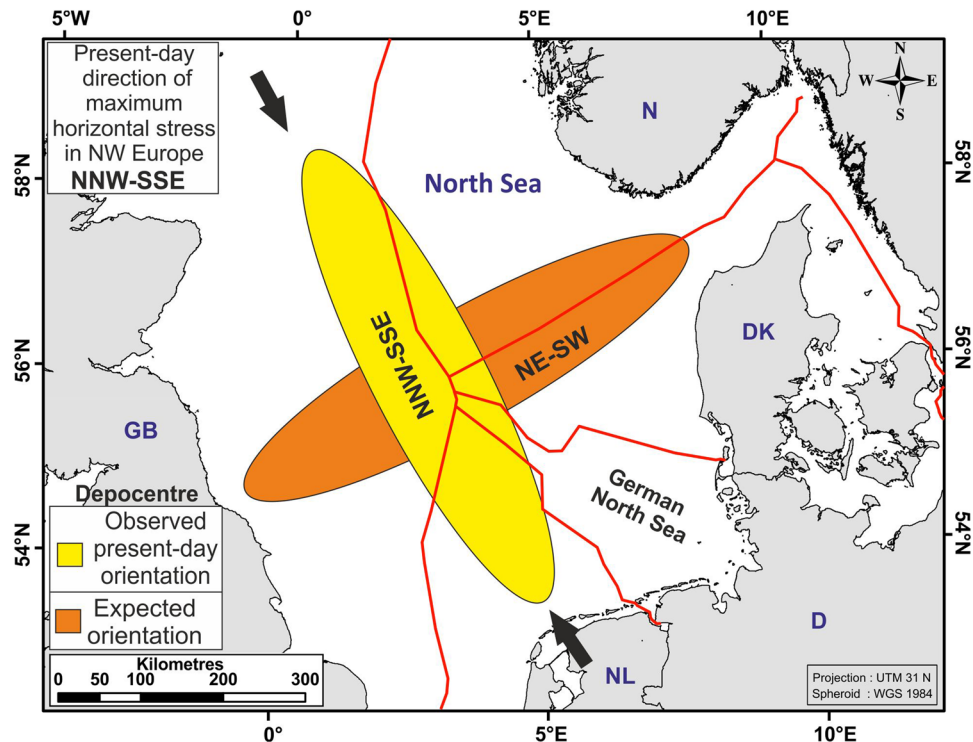 5°W 0° 5°E 10°E
Present-day
direction of
maximum
horizontal stress
in NW Europe
NNW-SSE
N
W E
S
N
58°N
58°N
North Sea
NNW-SSE
NE-SW
DK
56°N
56°N
GB
German
North Sea
54°N
54°N
Depocentre
Observed
present-day
orientation
Expected
orientation
D
NL
Kilometres
0 50 100 200 300
Projection : UTM 31 N
Spheroid : WGS 1984
0° 5°E 10°E